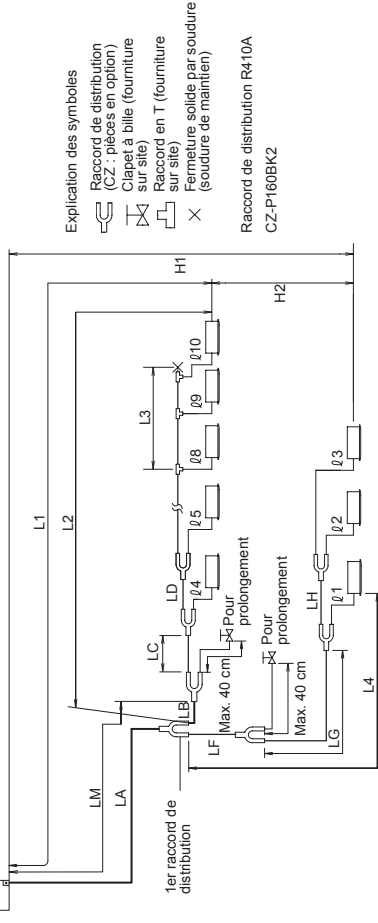 Explication des symboles
Raccord de distribution
(CZ : pièces en option)
Clapet à bille (fourniture
sur site)
Raccord en T (fourniture
sur site)
Fermeture solide par soudure
(soudure de maintien)
Raccord de distribution R410A
CZ-P160BK2
H1
H2
L1
L2
L3
LM
LA
LB
LC
LD
ℓ4
ℓ5
ℓ8
ℓ9
ℓ10
Pour
prolongement
Max. 40 cm
1er raccord de
distribution
LF
Pour
prolongement
Max. 40 cm
LG
LH
ℓ1
ℓ2
ℓ3
L4